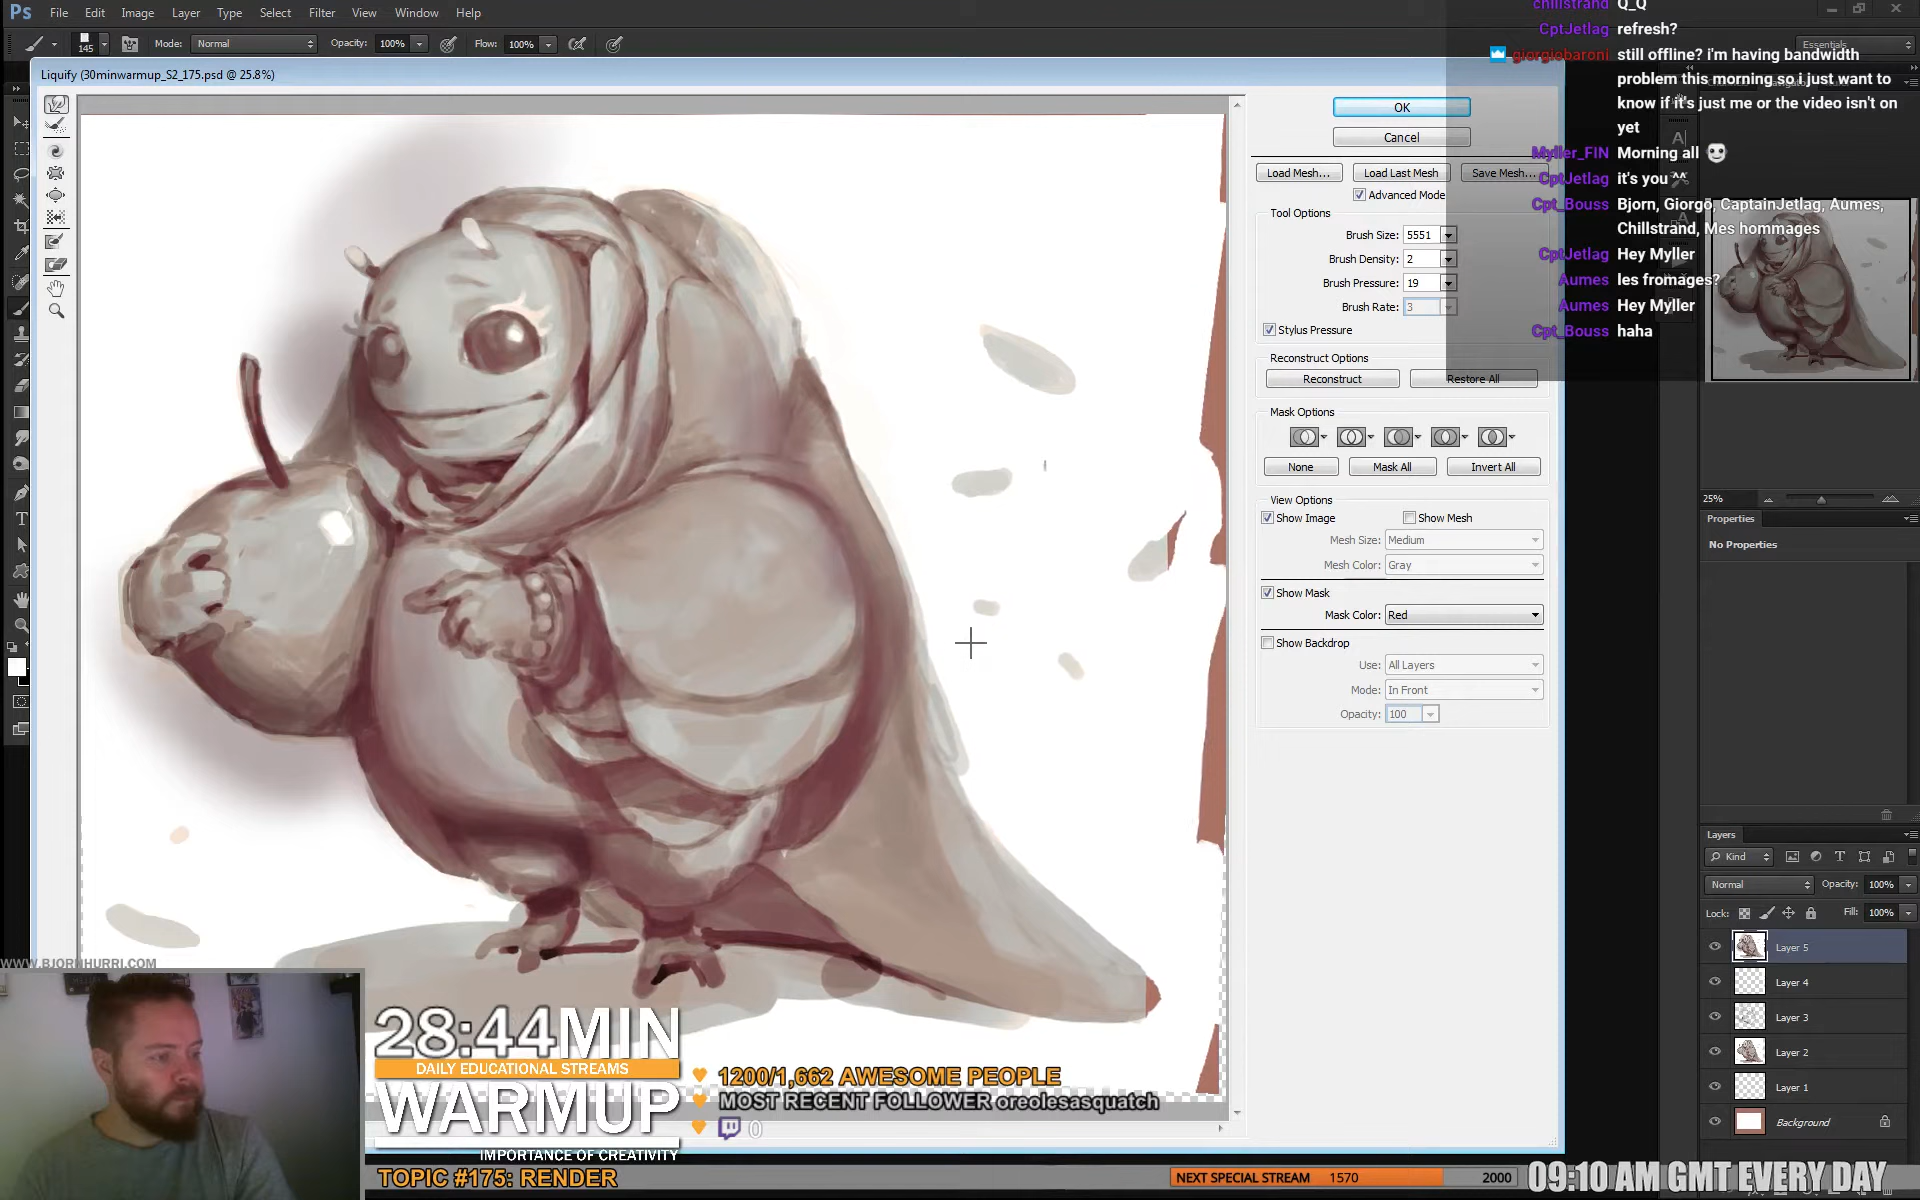 Ps File Edit Image Layer Type Select Filter View Window Help
145 Mode: Normal Opacity: 100% Flow: 100%
Essentials
Liquify (30minwarmup_S2_175.psd @ 25.8%)
chillstrand Q_Q
CptJetlag refresh?
giorgiobaroni still offline? i'm having bandwidth
problem this morning so i just want to
know if it's just me or the video isn't on
yet
Myller_FIN Morning all
CptJetlag it's you ^^
Cpt_Bouss Bjorn, Giorgo, CaptainJetlag, Aumes,
Chillstrand, Mes hommages
CptJetlag Hey Myller
Aumes les fromages?
Aumes Hey Myller
Cpt_Bouss haha
OK
Cancel
Load Mesh... Load Last Mesh Save Mesh...
Advanced Mode
Tool Options
Brush Size: 5551
Brush Density: 2
Brush Pressure: 19
Brush Rate: 3
Stylus Pressure
Reconstruct Options
Reconstruct Restore All
Mask Options
None Mask All Invert All
View Options
Show Image Show Mesh
Mesh Size: Medium
Mesh Color: Gray
Show Mask
Mask Color: Red
Show Backdrop
Use: All Layers
Mode: In Front
Opacity: 100
25%
Properties
No Properties
Layers
Kind
Normal Opacity: 100%
Lock: Fill: 100%
Layer 5
Layer 4
Layer 3
Layer 2
Layer 1
Background
WWW.BJORNHURRI.COM
28:44MIN
DAILY EDUCATIONAL STREAMS
WARMUP
IMPORTANCE OF CREATIVITY
TOPIC #175: RENDER
1200/1,662 AWESOME PEOPLE
MOST RECENT FOLLOWER oreolesasquatch
0
NEXT SPECIAL STREAM 1570 2000
09:10 AM GMT EVERY DAY